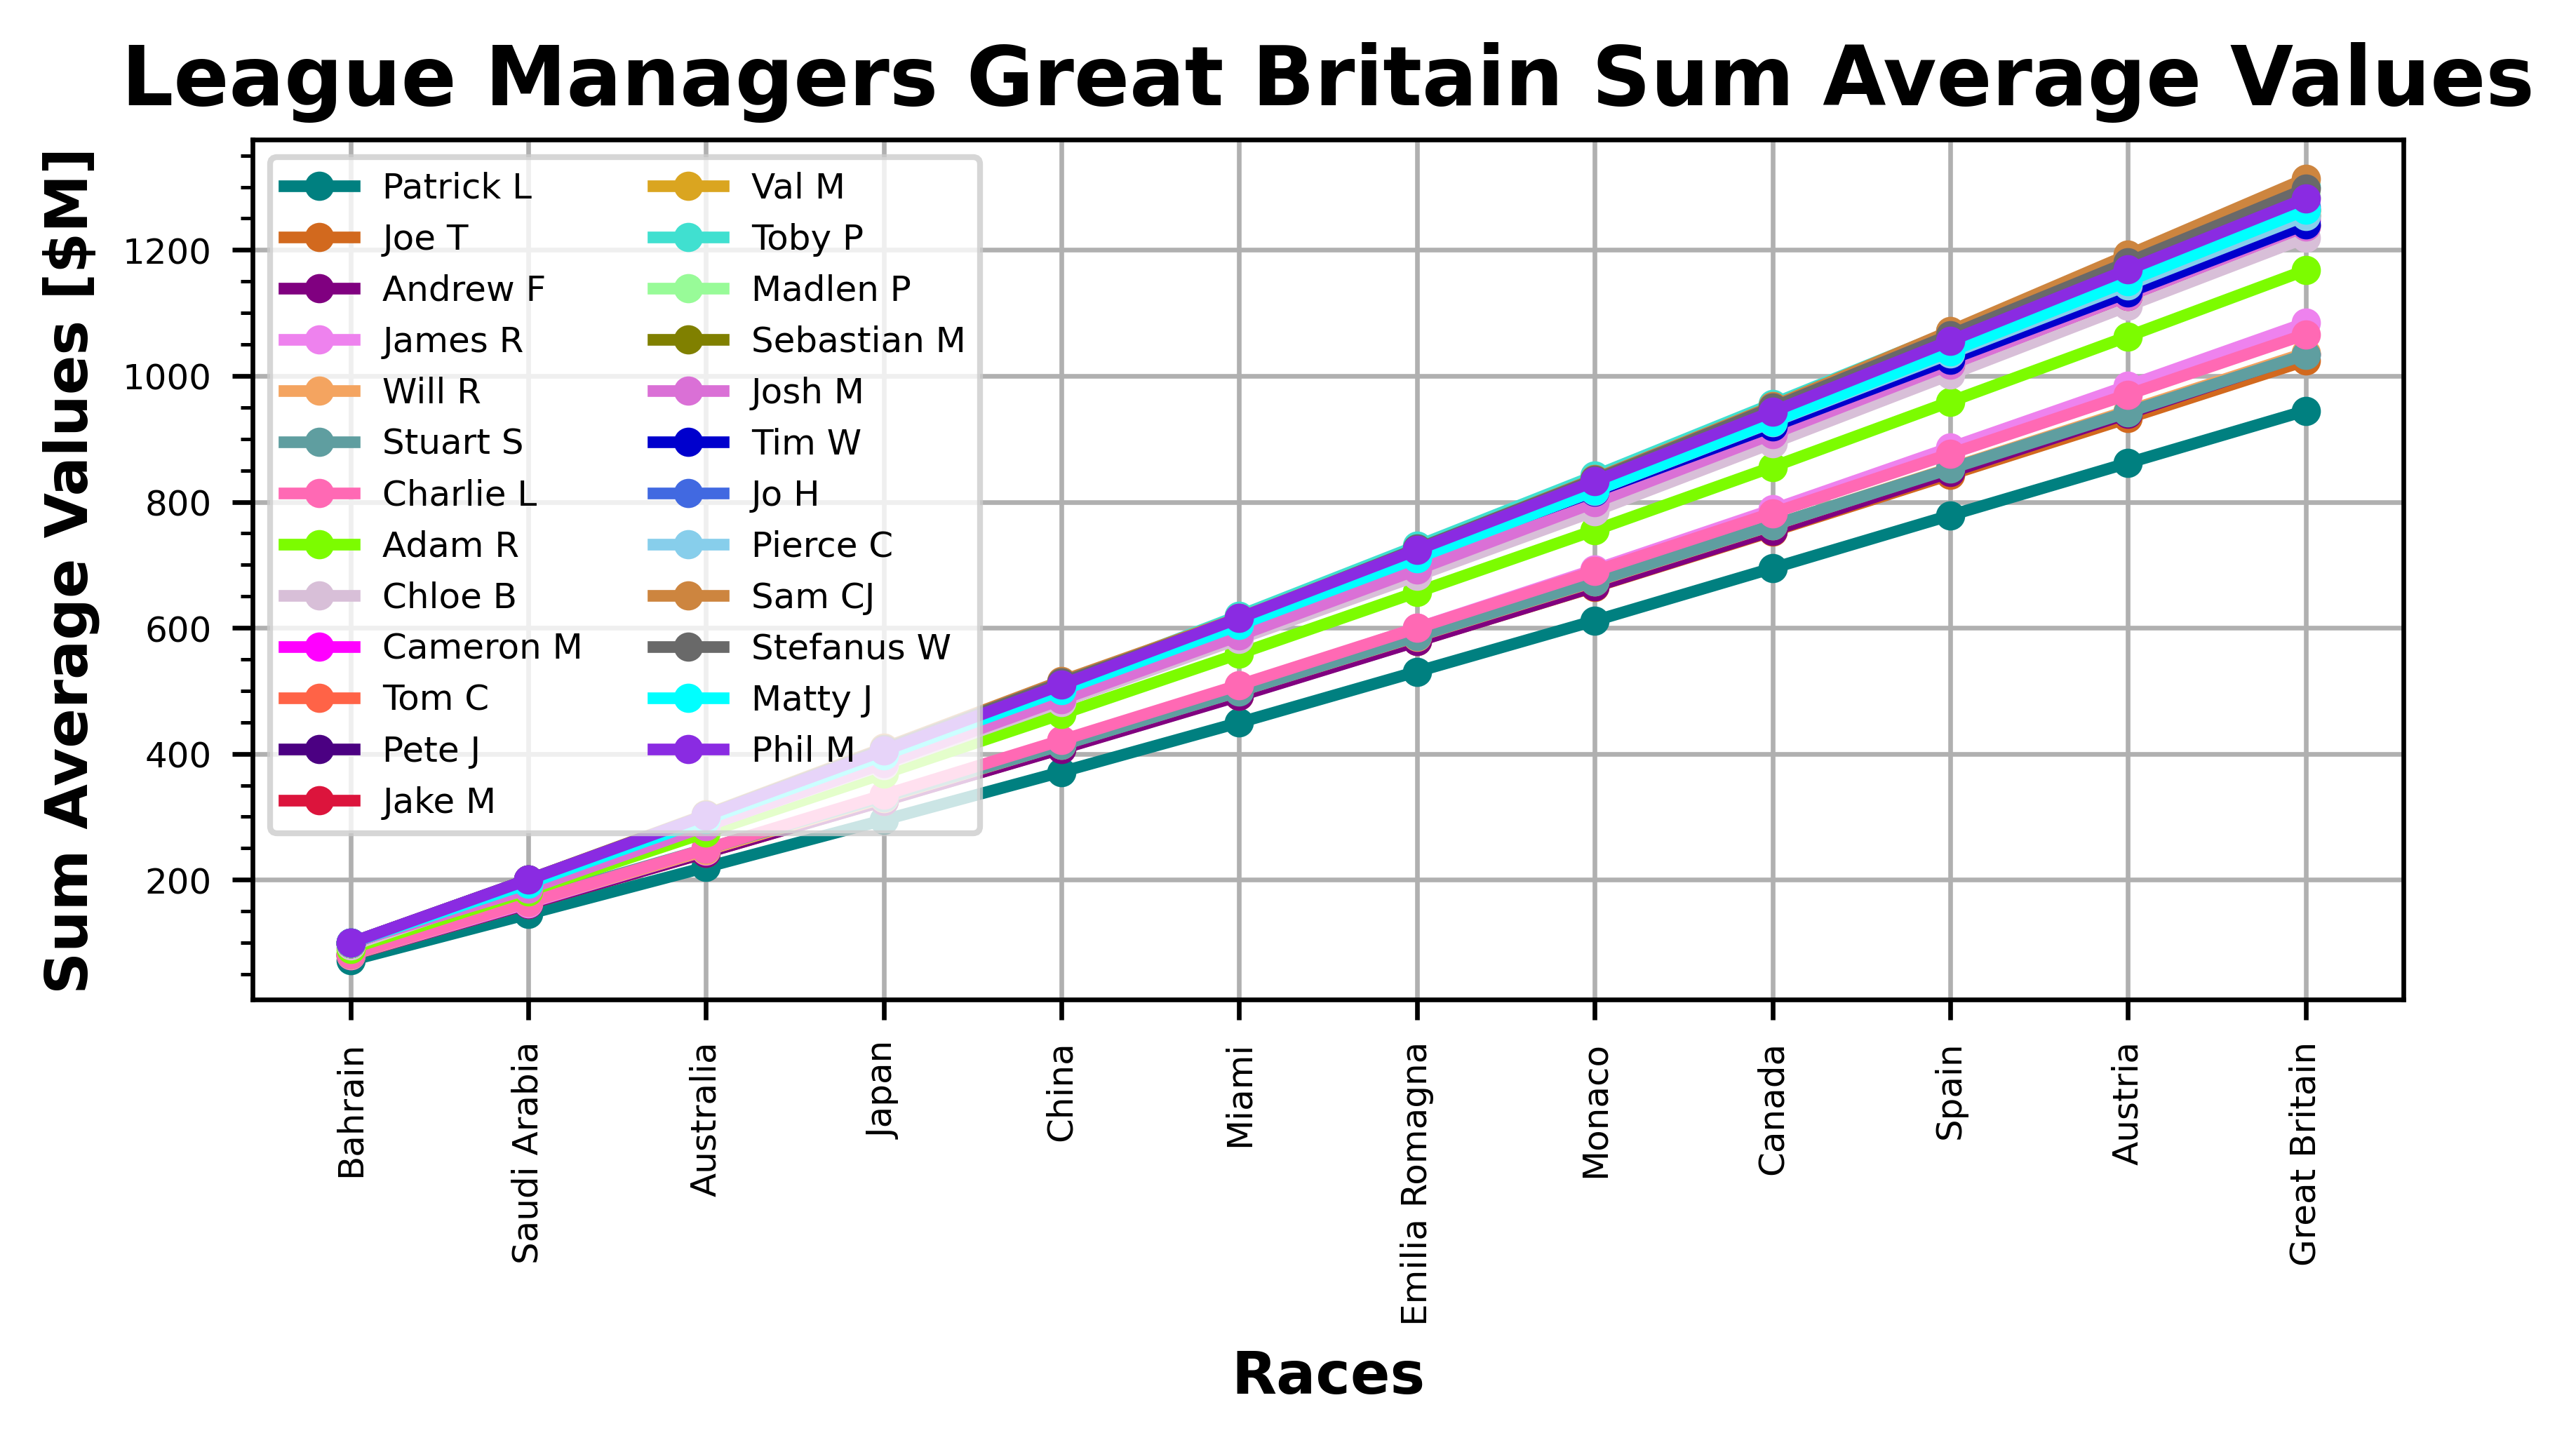 League Managers Great Britain Sum Average Values
Sum Average Values [$M]
1200
1000
800
600
400
200
Patrick L
Joe T
Andrew F
James R
Will R
Stuart S
Charlie L
Adam R
Chloe B
Cameron M
Tom C
Pete J
Jake M
Val M
Toby P
Madlen P
Sebastian M
Josh M
Tim W
Jo H
Pierce C
Sam CJ
Stefanus W
Matty J
Phil M
Bahrain
Saudi Arabia
Australia
Japan
China
Miami
Emilia Romagna
Monaco
Canada
Spain
Austria
Great Britain
Races